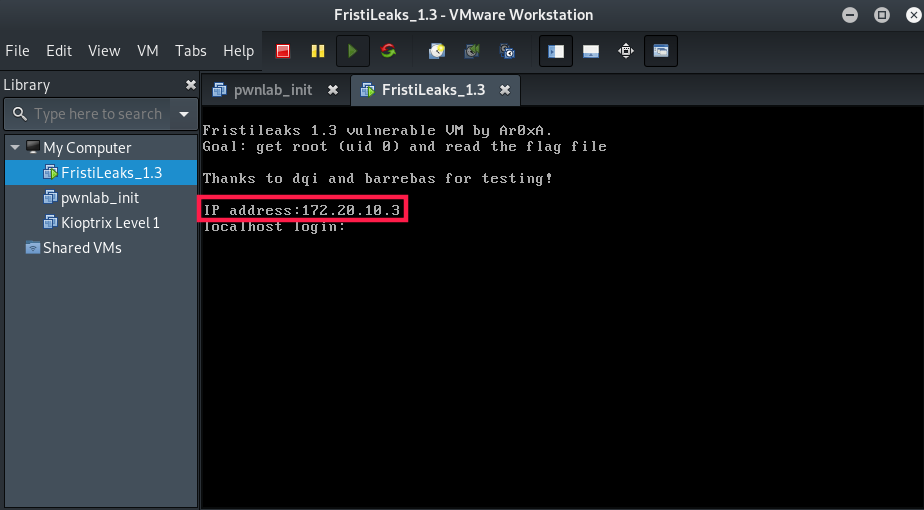 FristiLeaks_1.3 - VMware Workstation
File Edit View VM Tabs Help
Library
Type here to search
My Computer
FristiLeaks_1.3
pwnlab_init
Kioptrix Level 1
Shared VMs
pwnlab_init
FristiLeaks_1.3
Fristileaks 1.3 vulnerable VM by Ar0xA.
Goal: get root (uid 0) and read the flag file
Thanks to dqi and barrebas for testing!
IP address:172.20.10.3
localhost login: